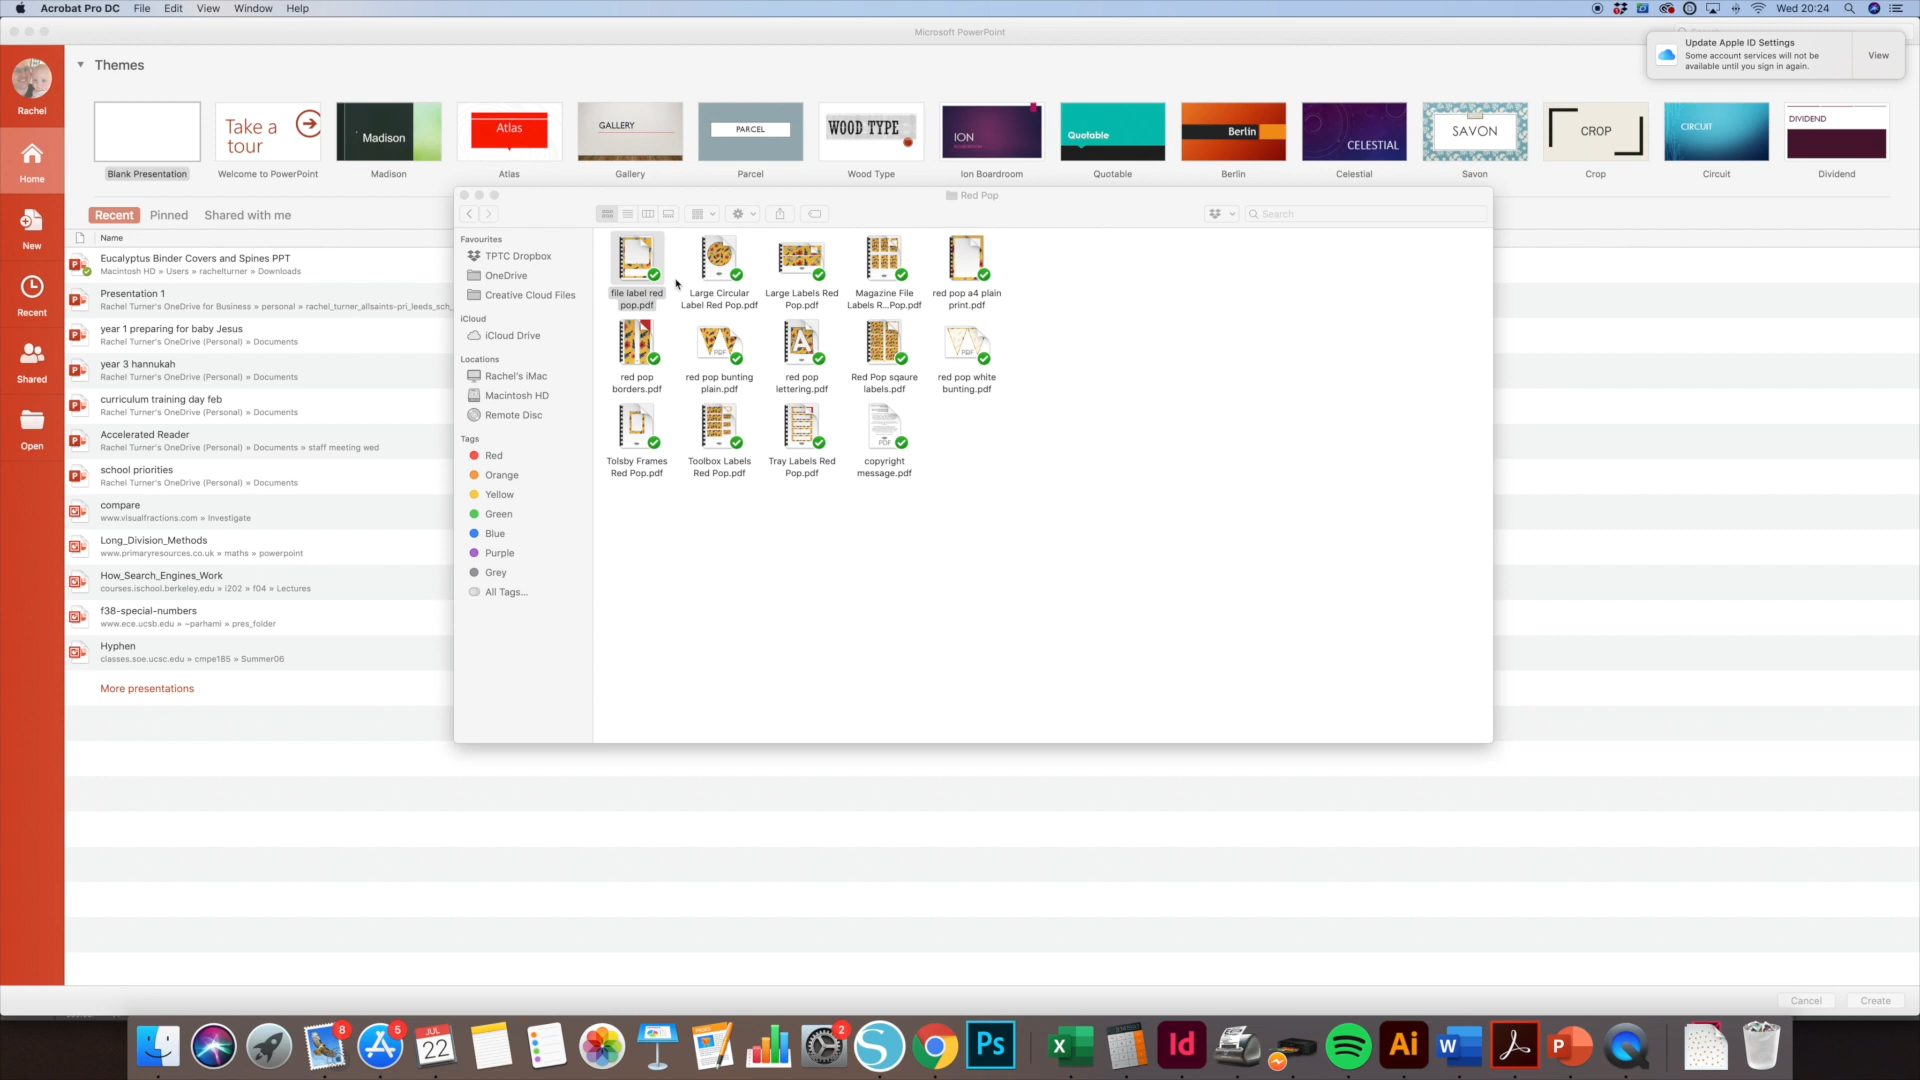 Acrobat Pro DC File Edit View Window Help
Wed 20:24
Microsoft PowerPoint
Update Apple ID Settings
Some account services will not be
available until you sign in again.
View
Rachel
Home
New
Recent
Shared
Open
Themes
Take a
tour
Madison
Atlas
GALLERY
PARCEL
WOOD TYPE
ION
Quotable
Berlin
CELESTIAL
SAVON
CROP
CIRCUIT
DIVIDEND
Blank Presentation
Welcome to PowerPoint
Madison
Atlas
Gallery
Parcel
Wood Type
Ion Boardroom
Quotable
Berlin
Celestial
Savon
Crop
Circuit
Dividend
Recent Pinned Shared with me
Name
Eucalyptus Binder Covers and Spines PPT
Macintosh HD » Users » rachelturner » Downloads
Presentation 1
Rachel Turner's OneDrive for Business » personal » rachel_turner_allsaints-pri_leeds_sch_
year 1 preparing for baby Jesus
Rachel Turner's OneDrive (Personal) » Documents
year 3 hannukah
Rachel Turner's OneDrive (Personal) » Documents
curriculum training day feb
Rachel Turner's OneDrive (Personal) » Documents
Accelerated Reader
Rachel Turner's OneDrive (Personal) » Documents » staff meeting wed
school priorities
Rachel Turner's OneDrive (Personal) » Documents
compare
www.visualfractions.com » Investigate
Long_Division_Methods
www.primaryresources.co.uk » maths » powerpoint
How_Search_Engines_Work
courses.ischool.berkeley.edu » i202 » f04 » Lectures
f38-special-numbers
www.ece.ucsb.edu » ~parhami » pres_folder
Hyphen
classes.soe.ucsc.edu » cmpe185 » Summer06
More presentations
Red Pop
Search
Favourites
TPTC Dropbox
OneDrive
Creative Cloud Files
iCloud
iCloud Drive
Locations
Rachel's iMac
Macintosh HD
Remote Disc
Tags
Red
Orange
Yellow
Green
Blue
Purple
Grey
All Tags...
file label red
pop.pdf
Large Circular
Label Red Pop.pdf
Large Labels Red
Pop.pdf
Magazine File
Labels R...Pop.pdf
red pop a4 plain
print.pdf
red pop
borders.pdf
PDF
red pop bunting
plain.pdf
A
red pop
lettering.pdf
Red Pop sqaure
labels.pdf
PDF
red pop white
bunting.pdf
Tolsby Frames
Red Pop.pdf
Toolbox Labels
Red Pop.pdf
Tray Labels Red
Pop.pdf
PDF
copyright
message.pdf
Cancel
Create
8
5
JUL
22
2
Ps
X
Id
Ai
W
P